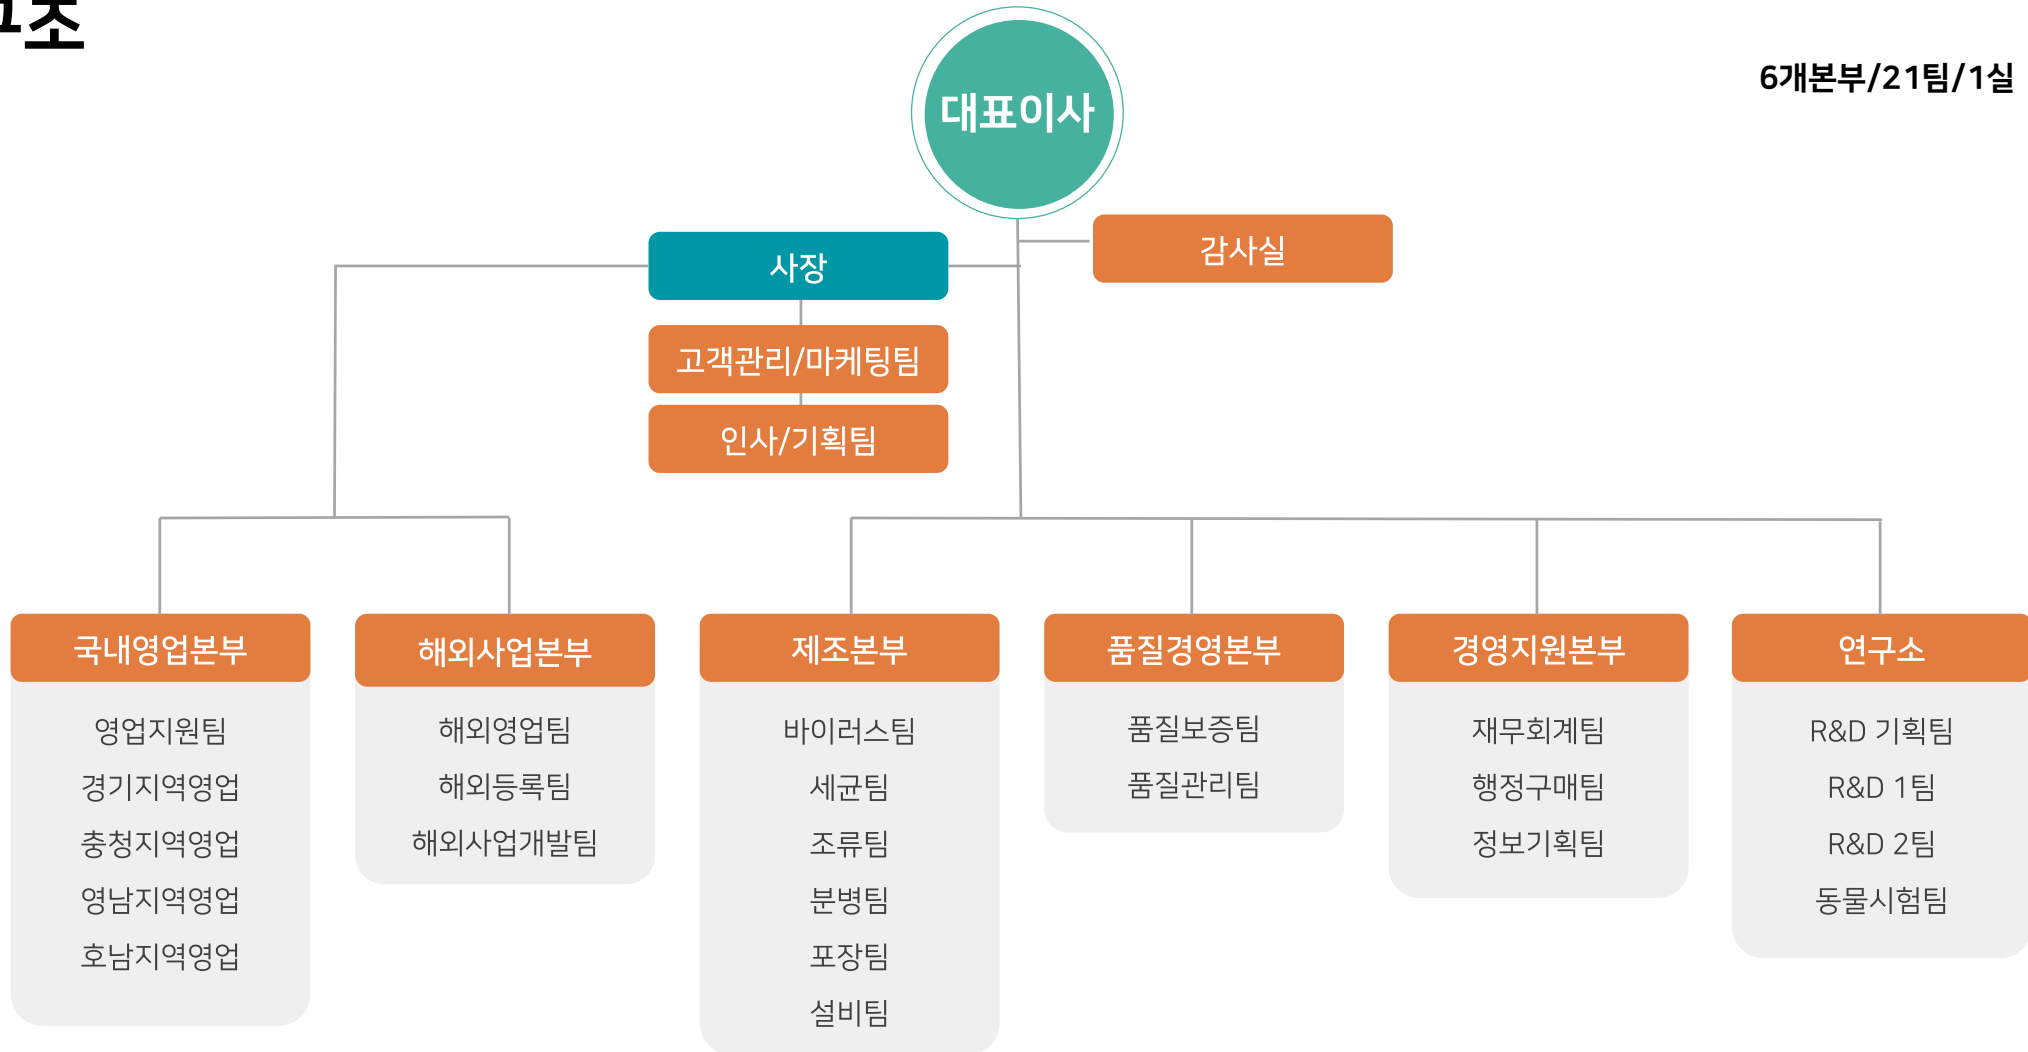 조
6개본부/21팀/1실
대표이사
감사실
사장
고객관리/마케팅팀
인사/기획팀
국내영업본부
영업지원팀
경기지역영업
충청지역영업
영남지역영업
호남지역영업
해외사업본부
해외영업팀
해외등록팀
해외사업개발팀
제조본부
바이러스팀
세균팀
조류팀
분병팀
포장팀
설비팀
품질경영본부
품질보증팀
품질관리팀
경영지원본부
재무회계팀
행정구매팀
정보기획팀
연구소
R&D 기획팀
R&D 1팀
R&D 2팀
동물시험팀